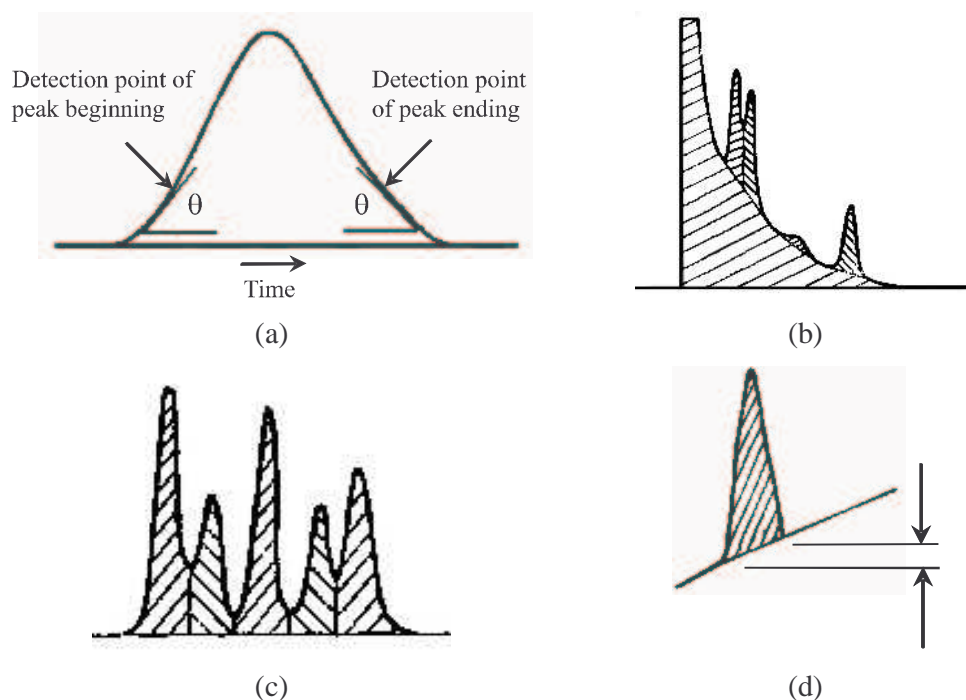 Detection point of
peak beginning
Detection point
of peak ending
θ
θ
Time
(a)
(b)
(c)
(d)